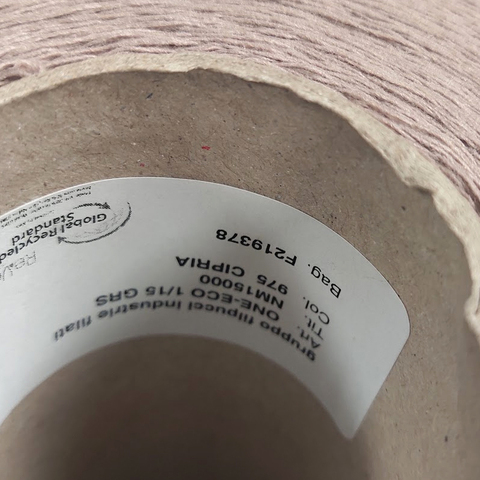 gruppo filipucci industrie filati
Art. ONE-ECO 1/15 GRS
Tit. NM15000
Col. 975 CIPRIA
Bag. F219378
Global Recycled
Standard